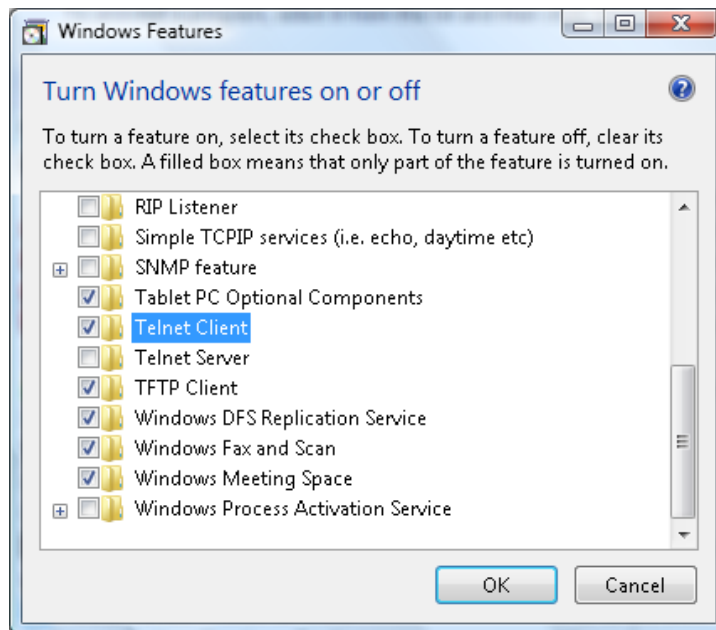 Windows Features
Turn Windows features on or off
To turn a feature on, select its check box. To turn a feature off, clear its
check box. A filled box means that only part of the feature is turned on.
RIP Listener
Simple TCPIP services (i.e. echo, daytime etc)
SNMP feature
Tablet PC Optional Components
Telnet Client
Telnet Server
TFTP Client
Windows DFS Replication Service
Windows Fax and Scan
Windows Meeting Space
Windows Process Activation Service
OK Cancel